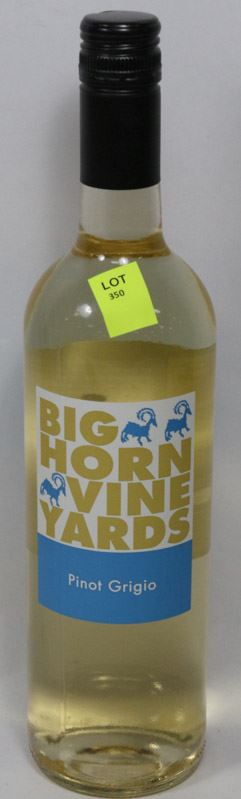 LOT
350
BIG
HORN
VINE
YARDS
Pinot Grigio